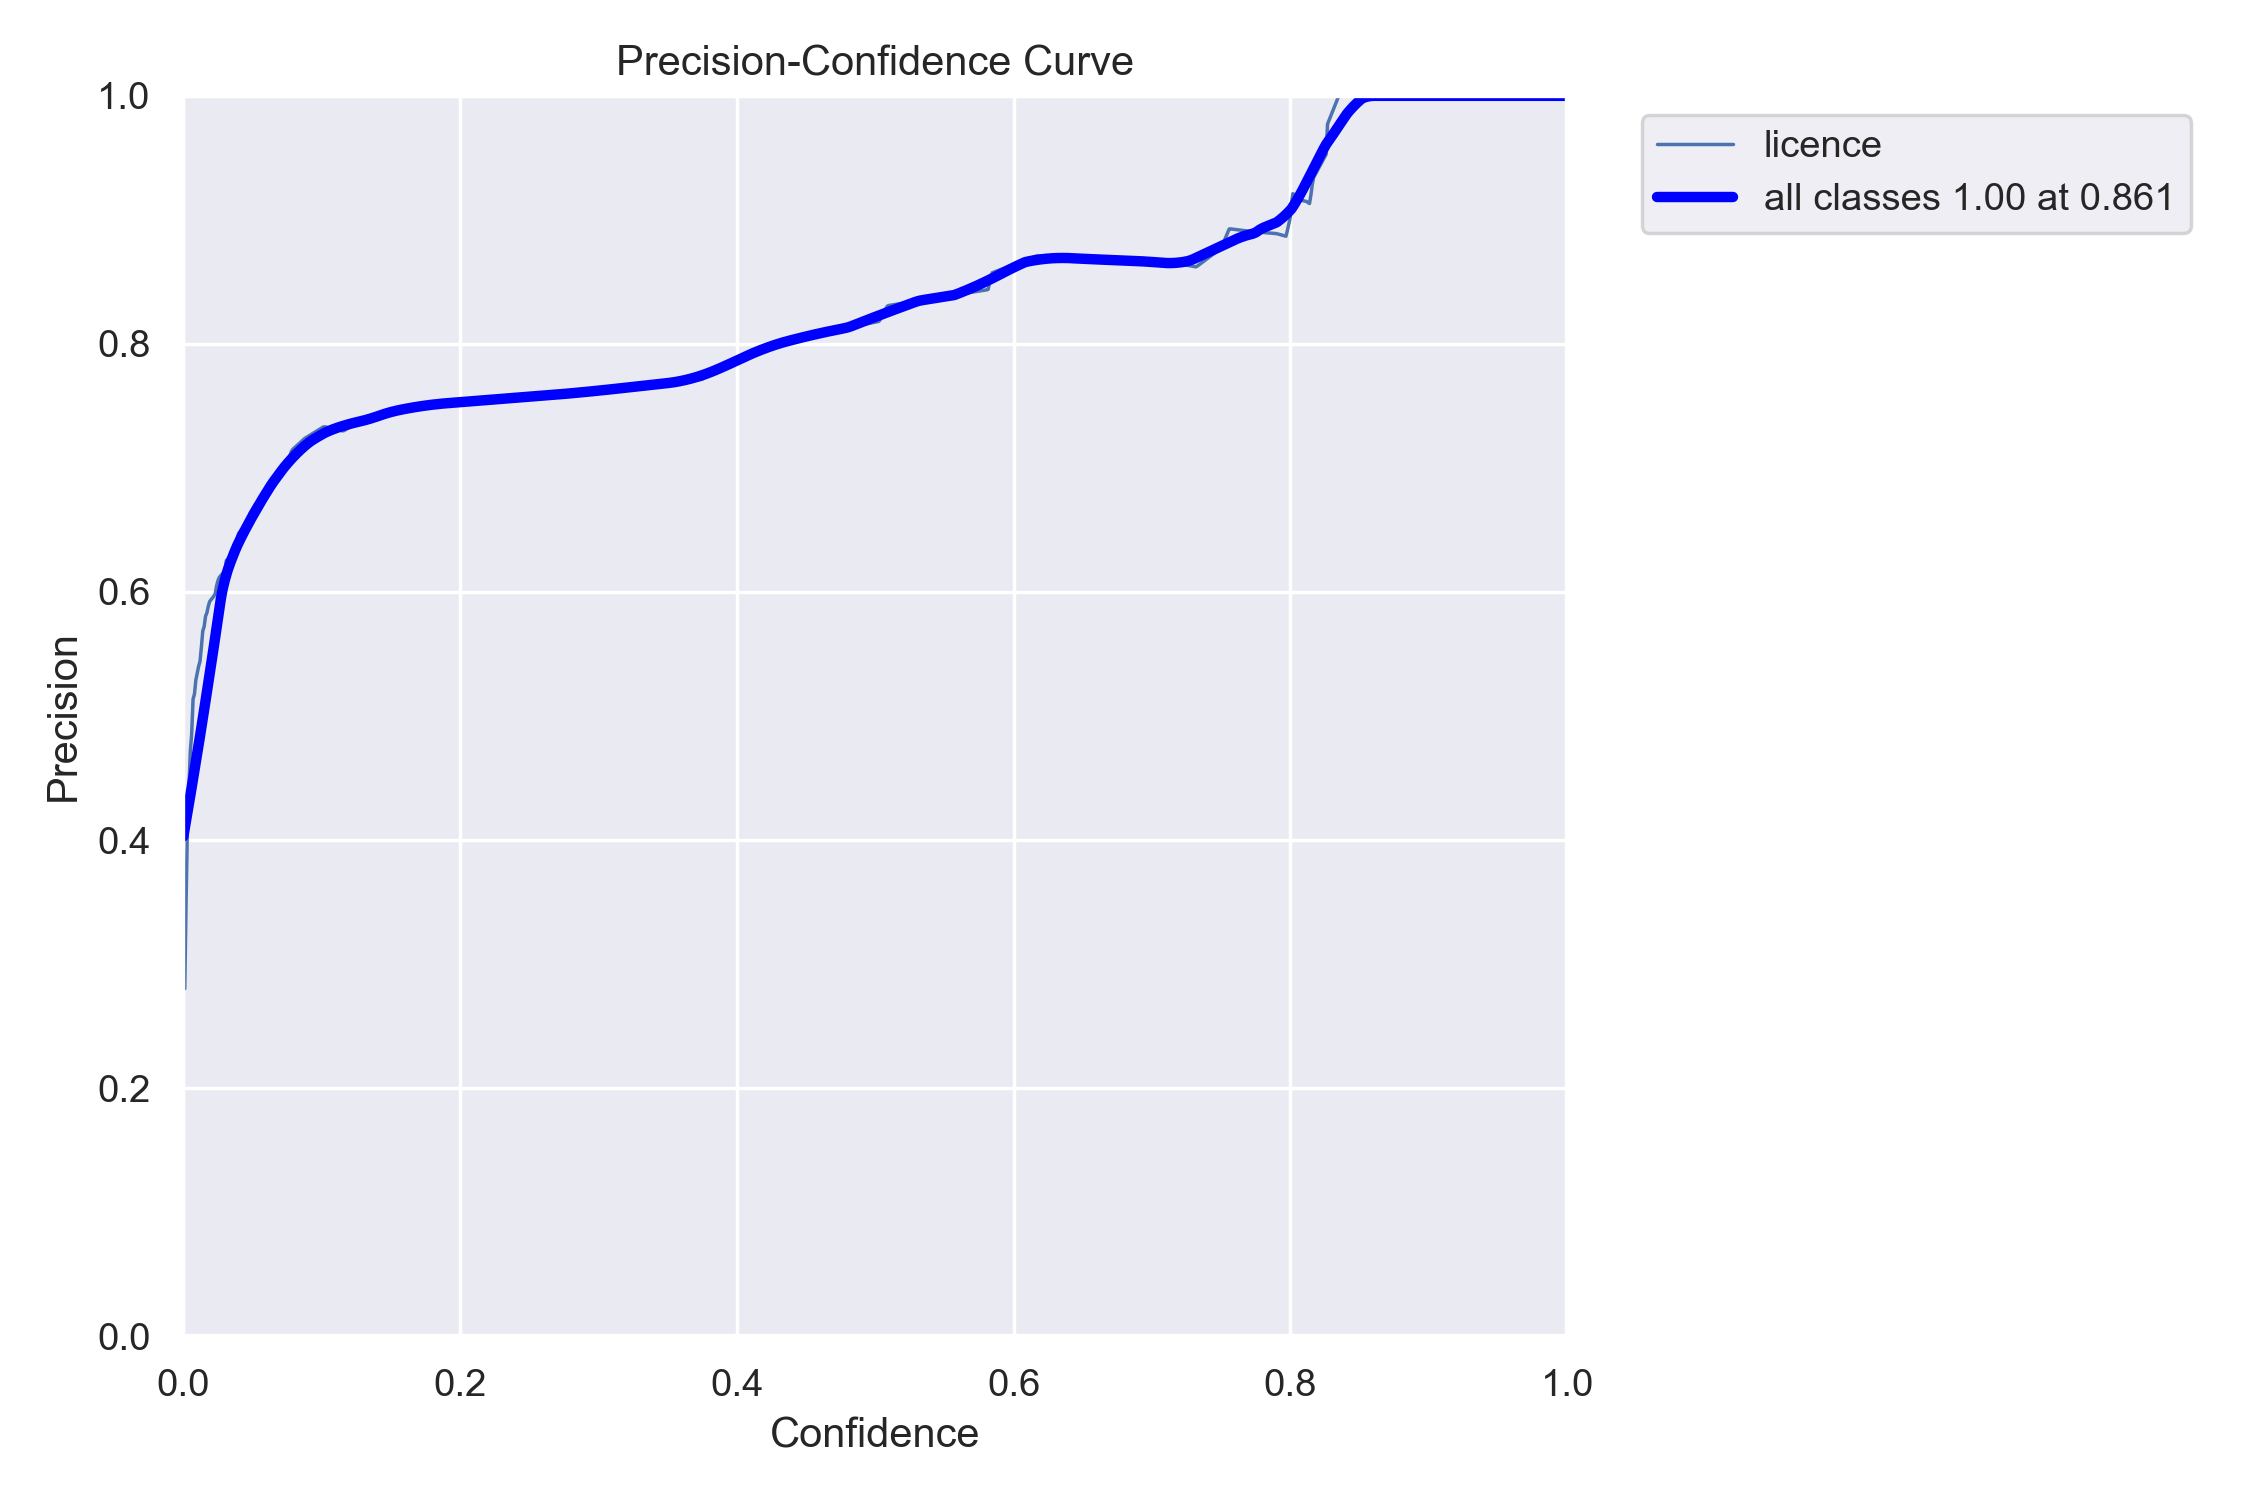 Precision-Confidence Curve
1.0
0.8
0.6
0.4
0.2
0.0
Precision
0.0 0.2 0.4 0.6 0.8 1.0
Confidence
licence
all classes 1.00 at 0.861